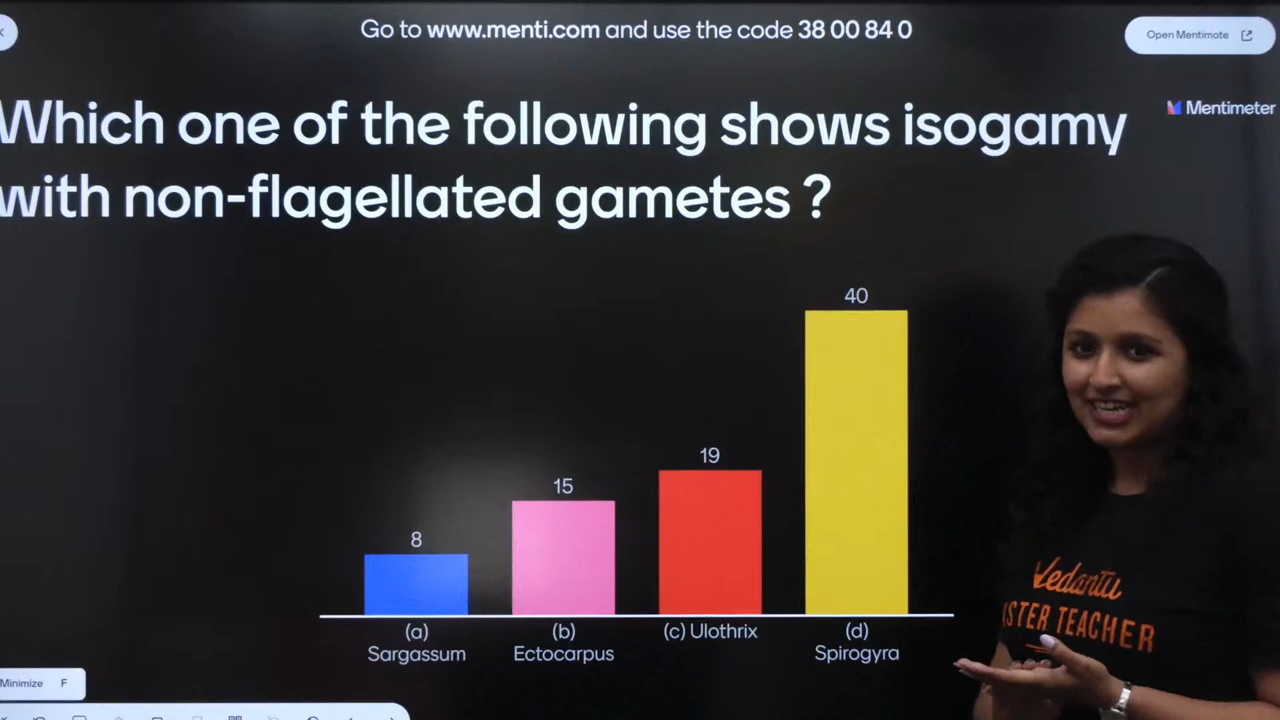 Go to www.menti.com and use the code 38 00 84 0
Open Mentimote
Which one of the following shows isogamy
Mentimeter
with non-flagellated gametes ?
40
19
15
8
(a)
Sargassum
(b)
Ectocarpus
(c) Ulothrix
(d)
Spirogyra
Vedantu
STER TEACHER
Minimize F